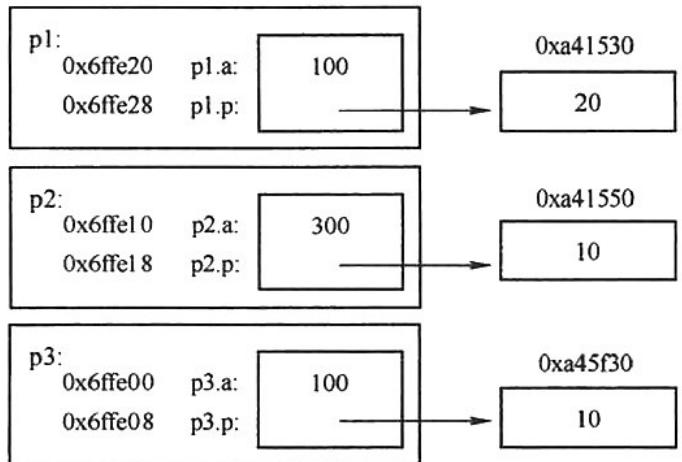 p1:
0x6ffe20 p1.a: 100
0x6ffe28 p1.p:
0xa41530
20
p2:
0x6ffe10 p2.a: 300
0x6ffe18 p2.p:
0xa41550
10
p3:
0x6ffe00 p3.a: 100
0x6ffe08 p3.p:
0xa45f30
10